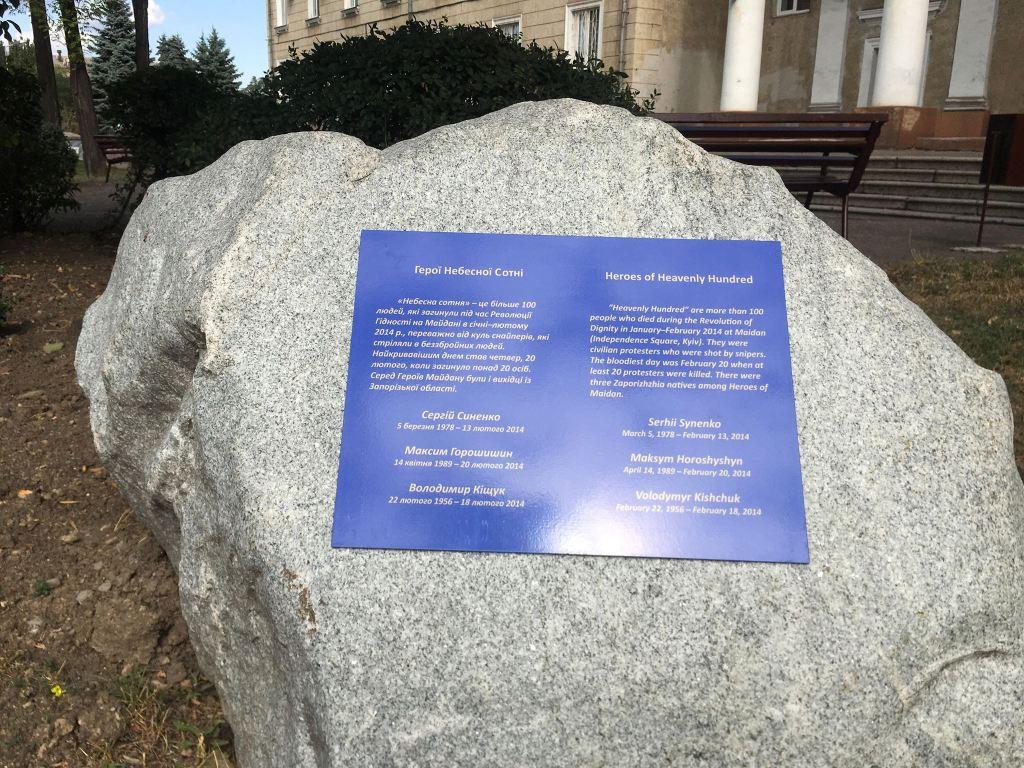 Герої Небесної Сотні
«Небесна сотня» – це більше 100
людей, які загинули під час Революції
Гідності на Майдані в січні–лютому
2014 р., переважно від куль снайперів, які
стріляли в беззбройних людей.
Найкривавішим днем став четвер, 20
лютого, коли загинуло понад 20 осіб.
Серед Героїв Майдану були і вихідці із
Запорізької області.
Сергій Синенко
5 березня 1978 – 13 лютого 2014
Максим Горошишин
14 квітня 1989 – 20 лютого 2014
Володимир Кіщук
22 лютого 1956 – 18 лютого 2014
Heroes of Heavenly Hundred
"Heavenly Hundred" are more than 100
people who died during the Revolution of
Dignity in January–February 2014 at Maidan
(Independence Square, Kyiv). They were
civilian protesters who were shot by snipers.
The bloodiest day was February 20 when at
least 20 protesters were killed. There were
three Zaporizhzhia natives among Heroes of
Maidan.
Serhii Synenko
March 5, 1978 – February 13, 2014
Maksym Horoshyshyn
April 14, 1989 – February 20, 2014
Volodymyr Kishchuk
February 22, 1956 – February 18, 2014